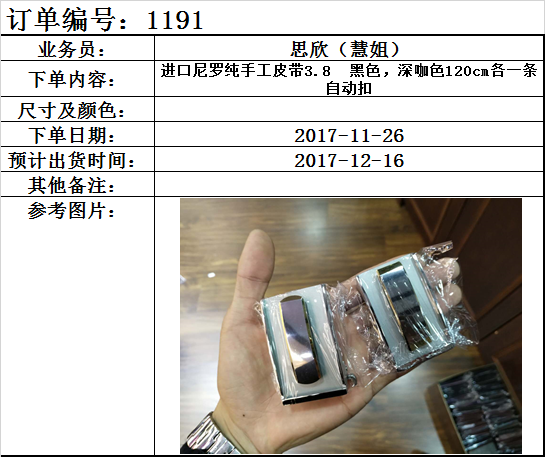 订单编号：1191
业务员： 思欣（慧姐）
下单内容： 进口尼罗纯手工皮带3.8 黑色，深咖色120cm各一条
自动扣
尺寸及颜色：
下单日期： 2017-11-26
预计出货时间： 2017-12-16
其他备注：
参考图片：